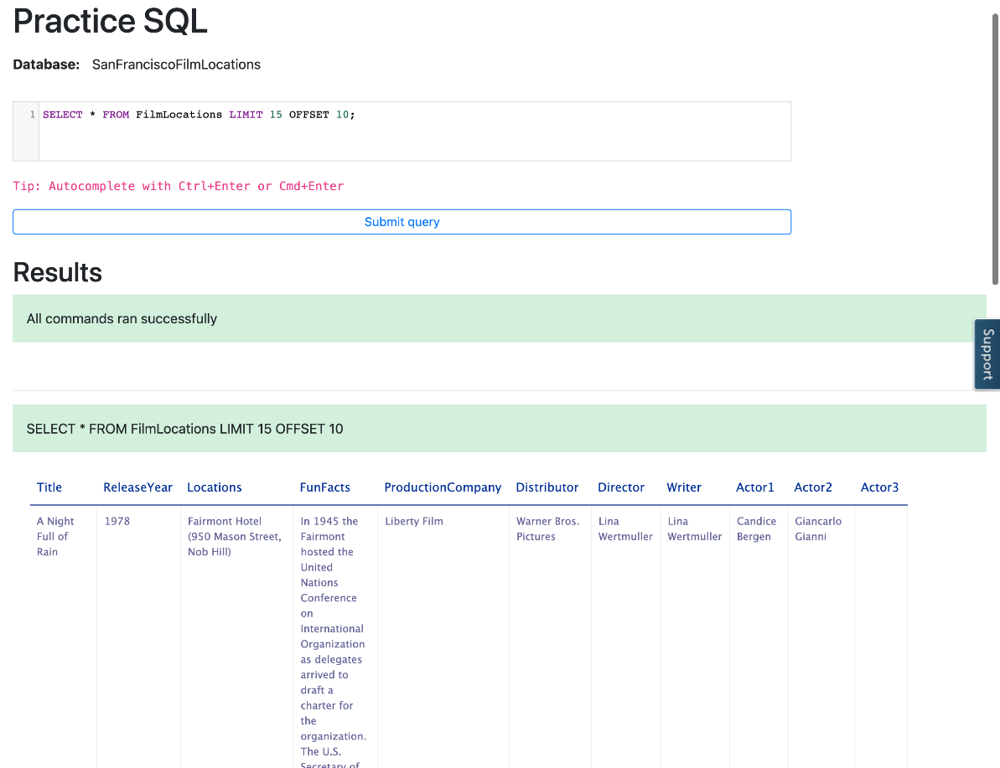 Practice SQL
Database: SanFranciscoFilmLocations
1 SELECT * FROM FilmLocations LIMIT 15 OFFSET 10;
Tip: Autocomplete with Ctrl+Enter or Cmd+Enter
Submit query
Results
All commands ran successfully
Support
SELECT * FROM FilmLocations LIMIT 15 OFFSET 10
Title ReleaseYear Locations FunFacts ProductionCompany Distributor Director Writer Actor1 Actor2 Actor3
A Night 1978 Fairmont Hotel In 1945 the Liberty Film Warner Bros. Lina Lina Candice Giancarlo
Full of (950 Mason Street, Fairmont Pictures Wertmuller Wertmuller Bergen Gianni
Rain Nob Hill) hosted the
United
Nations
Conference
on
International
Organization
as delegates
arrived to
draft a
charter for
the
organization.
The U.S.
Secretary of